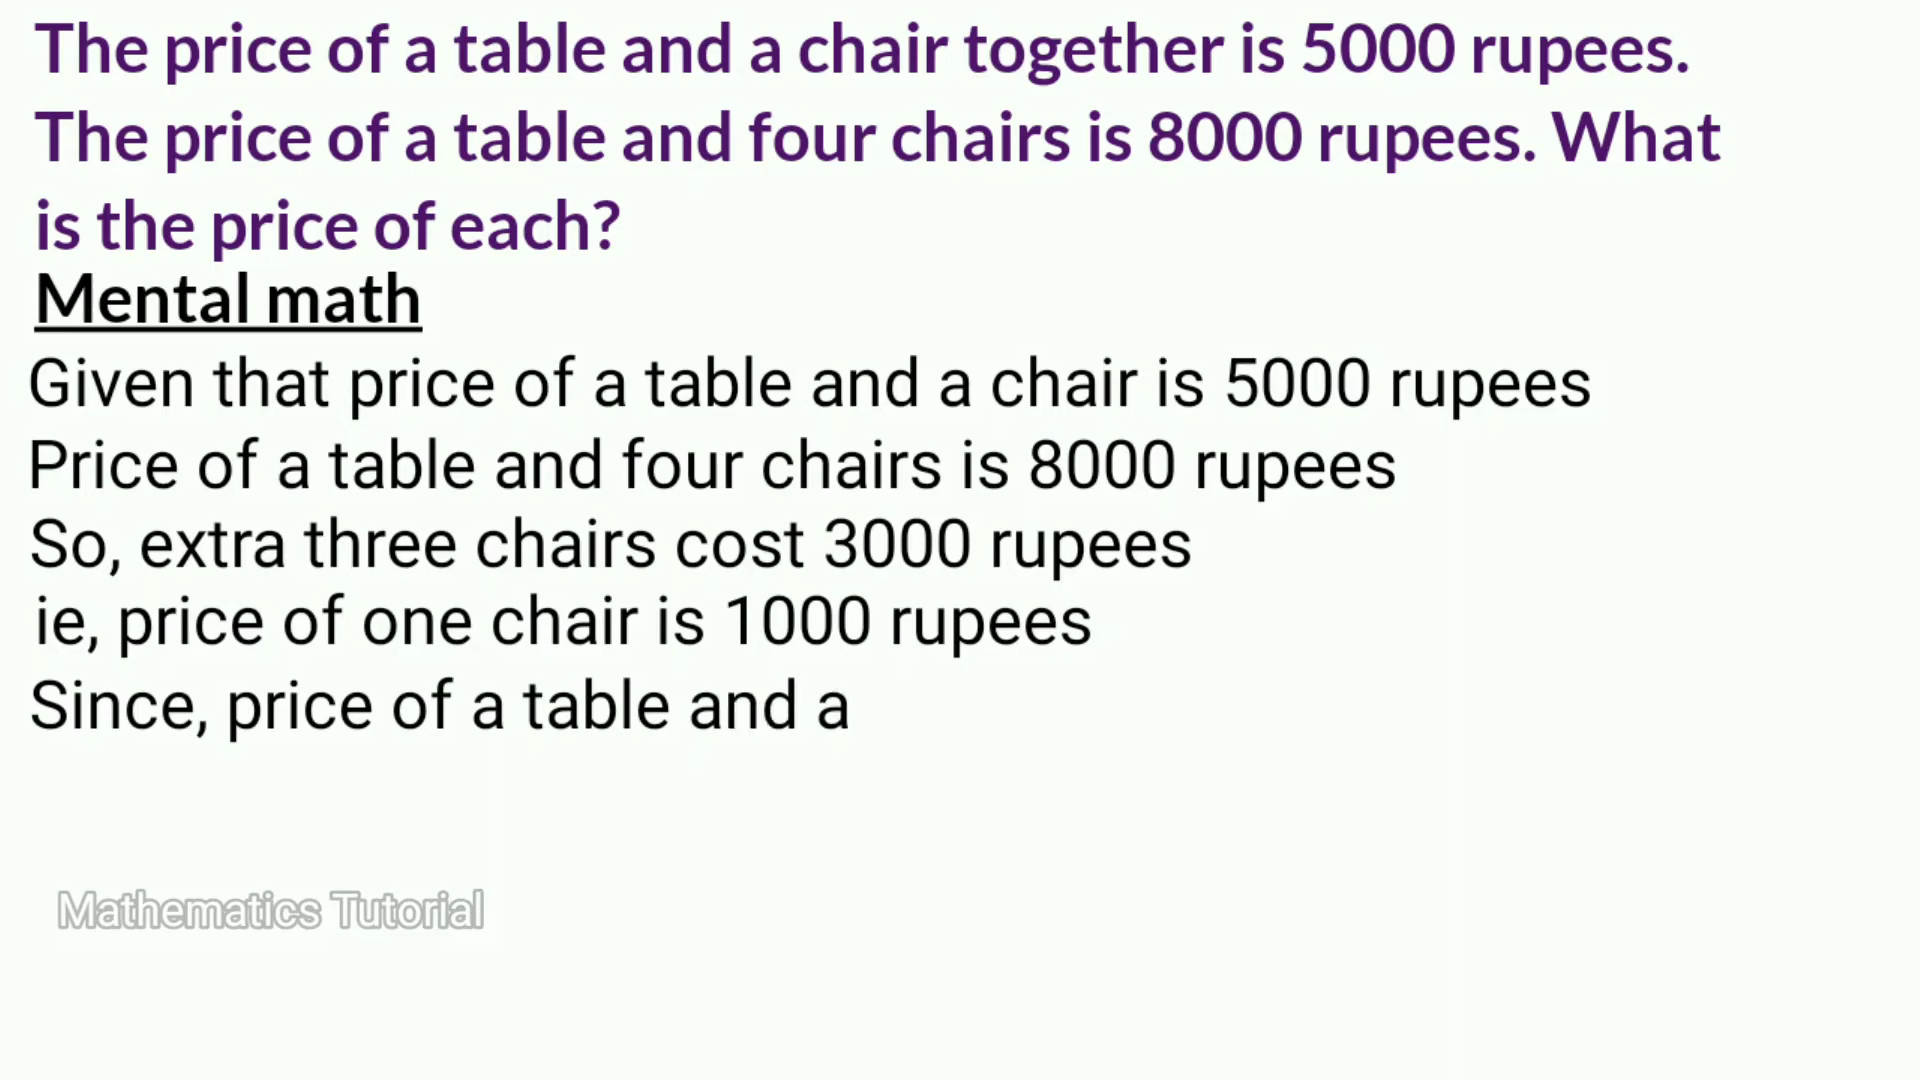 The price of a table and a chair together is 5000 rupees.
The price of a table and four chairs is 8000 rupees. What
is the price of each?
Mental math
Given that price of a table and a chair is 5000 rupees
Price of a table and four chairs is 8000 rupees
So, extra three chairs cost 3000 rupees
ie, price of one chair is 1000 rupees
Since, price of a table and a
Mathematics Tutorial